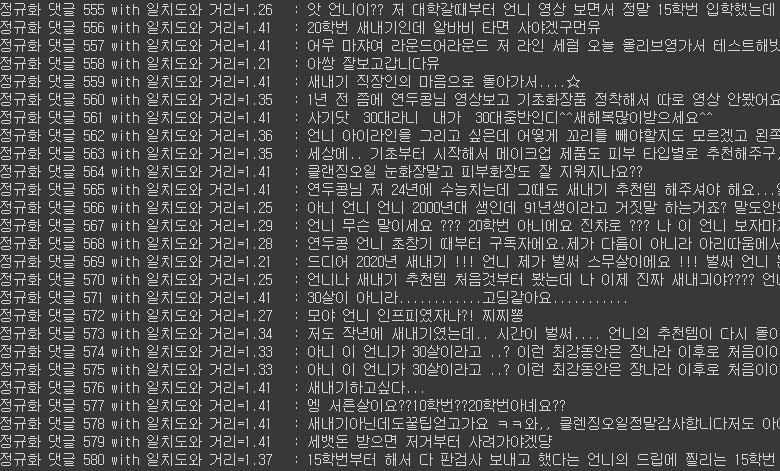 정규화 댓글 555 with 일치도와 거리=1.26 : 앗 언니이?? 저 대학갈때부터 언니 영상 보면서 정말 15학번 입학했는데
정규화 댓글 556 with 일치도와 거리=1.41 : 20학번 새내기인데 알바비 타면 사야겠구먼유
정규화 댓글 557 with 일치도와 거리=1.41 : 어우 마자여 라운드어라운드 저 라인 세럼 오늘 올리브영가서 테스트해봣
정규화 댓글 558 with 일치도와 거리=1.21 : 아쌍 잘보고갑니다유
정규화 댓글 559 with 일치도와 거리=1.41 : 새내기 직장인의 마음으로 돌아가서....☆
정규화 댓글 560 with 일치도와 거리=1.35 : 1년 전 쯤에 연두콩님 영상보고 기초화장품 정착해서 따로 영상 안봤어요
정규화 댓글 561 with 일치도와 거리=1.41 : 사기닷 30대라니 내가 30대중반인디^^새해복많이받으세요^^
정규화 댓글 562 with 일치도와 거리=1.36 : 언니 아이라인을 그리고 싶은데 어떻게 꼬리를 빼야할지도 모르겠고 왼쪽
정규화 댓글 563 with 일치도와 거리=1.35 : 세상에.. 기초부터 시작해서 메이크업 제품도 피부 타입별로 추천해주구,
정규화 댓글 564 with 일치도와 거리=1.41 : 클랜징오일 눈화장말고 피부화장도 잘 지워지나요??
정규화 댓글 565 with 일치도와 거리=1.41 : 연두콩님 저 24년에 수능치는데 그때도 새내기 추천템 해주셔야 해요...
정규화 댓글 566 with 일치도와 거리=1.25 : 아니 언니 언니 2000년대 생인데 91년생이라고 거짓말 하는거죠? 말도안
정규화 댓글 567 with 일치도와 거리=1.29 : 언니 무슨 말이세요 ??? 20학번 아니에요 진챠로 ??? 나 이 언니 보자마자
정규화 댓글 568 with 일치도와 거리=1.28 : 연두콩 언니 초창기 때부터 구독자에요.제가 다름이 아니라 아리따움에서
정규화 댓글 569 with 일치도와 거리=1.21 : 드디어 2020년 새내기 !!! 언니 제가 벌써 스무살이에요 !!! 벌써 언니
정규화 댓글 570 with 일치도와 거리=1.25 : 언니나 새내기 추천템 처음것부터 봤는데 나 이제 진짜 새내긔야???? 언니
정규화 댓글 571 with 일치도와 거리=1.41 : 30살이 아니라............고딩같아요...........
정규화 댓글 572 with 일치도와 거리=1.27 : 모야 언니 인프피였자나?! 찌찌뽕
정규화 댓글 573 with 일치도와 거리=1.34 : 저도 작년에 새내기였는데.. 시간이 벌써.... 언니의 추천템이 다시 돌아
정규화 댓글 574 with 일치도와 거리=1.33 : 아니 이 언니가 30살이라고 ..? 이런 최강동안은 장나라 이후로 처음이야
정규화 댓글 575 with 일치도와 거리=1.33 : 아니 이 언니가 30살이라고 ..? 이런 최강동안은 장나라 이후로 처음이야
정규화 댓글 576 with 일치도와 거리=1.41 : 새내기하고싶다...
정규화 댓글 577 with 일치도와 거리=1.41 : 엥 서른살이요??10학번??20학번아녜요??
정규화 댓글 578 with 일치도와 거리=1.41 : 새내기아닌데도꿀팁얻고가요 ㅋㅋ와,, 클렌징오일정말감사합니다저도 아
정규화 댓글 579 with 일치도와 거리=1.41 : 세뱃돈 받으면 저거부터 사려가야겠댱
정규화 댓글 580 with 일치도와 거리=1.37 : 15학번부터 해서 다 판검사 보내고 했다는 언니의 드립에 찔리는 15학번